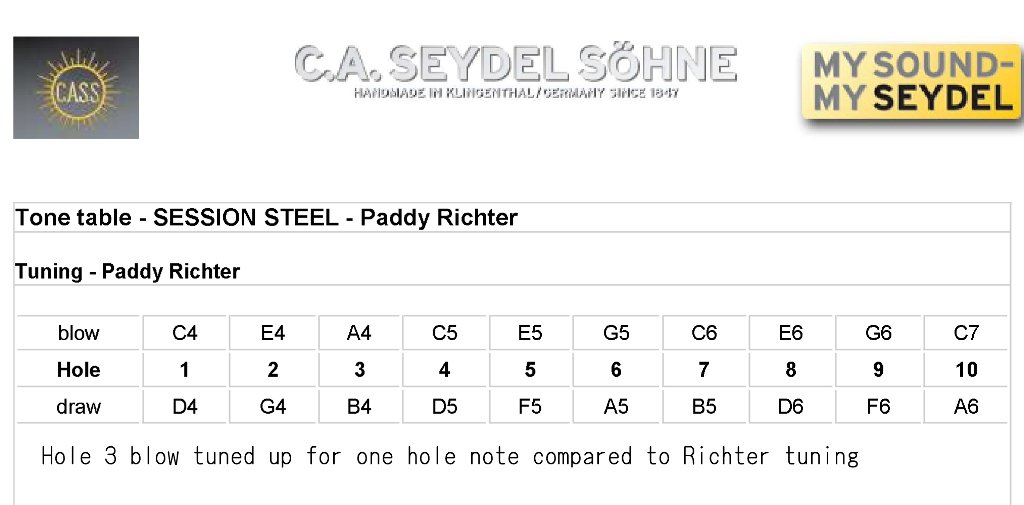 CASS
C.A. SEYDEL SÖHNE
HANDMADE IN KLINGENTHAL/GERMANY SINCE 1847
MY SOUND-
MY SEYDEL
Tone table - SESSION STEEL - Paddy Richter
Tuning - Paddy Richter
blow C4 E4 A4 C5 E5 G5 C6 E6 G6 C7
Hole 1 2 3 4 5 6 7 8 9 10
draw D4 G4 B4 D5 F5 A5 B5 D6 F6 A6
Hole 3 blow tuned up for one hole note compared to Richter tuning